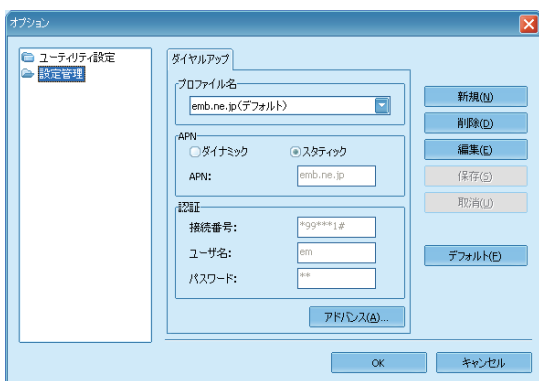 オプション
ユーティリティ設定
設定管理
ダイヤルアップ
プロファイル名
emb.ne.jp(デフォルト)
APN
ダイナミック
スタティック
APN:
emb.ne.jp
認証
接続番号:
*99***1#
ユーザ名:
em
パスワード:
**
アドバンス(A)...
新規(N)
削除(D)
編集(E)
保存(S)
取消(U)
デフォルト(F)
OK
キャンセル